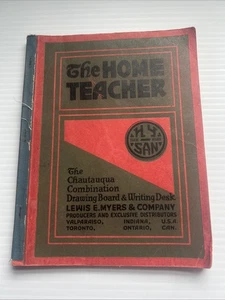 The HOME
TEACHER
HY
SAN
The
Chautauqua
Combination
Drawing Board & Writing Desk
LEWIS E. MYERS & COMPANY
PRODUCERS AND EXCLUSIVE DISTRIBUTORS
VALPARAISO, INDIANA, U.S.A
TORONTO, ONTARIO, CAN.